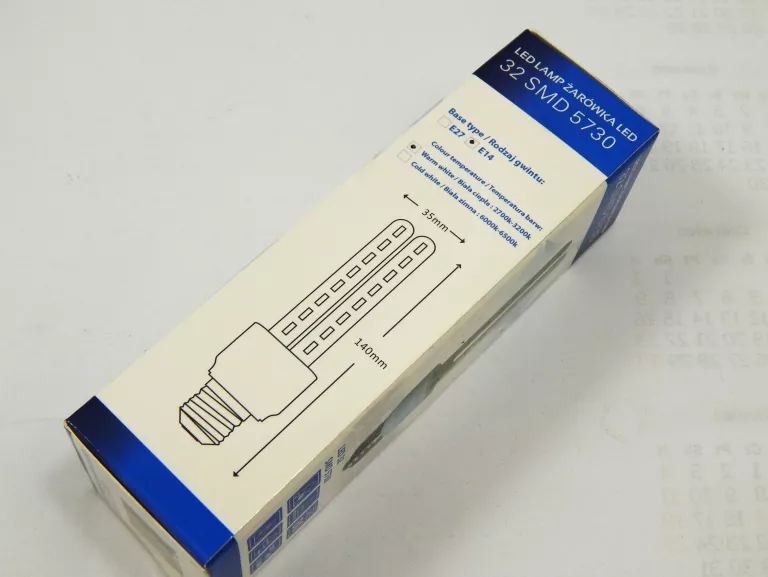 LED LAMP ŻARÓWKA LED
32 SMD 5730
Base type / Rodzaj gwintu:
E27 E14
Colour temperature / Temperatura barw:
Warm white / Biała ciepła : 2700k-3200k
Cold white / Biała zimna : 6000k-6500k
35mm
140mm